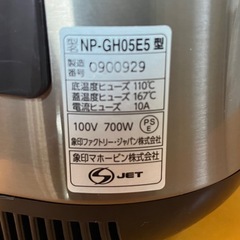 型 NP-GH05E5 型
製造
番号 0900929
底温度ヒューズ 110℃
蓋温度ヒューズ 167℃
電流ヒューズ 10A
100V 700W PS E
象印ファクトリー・ジャパン株式会社
象印マホービン株式会社
JET